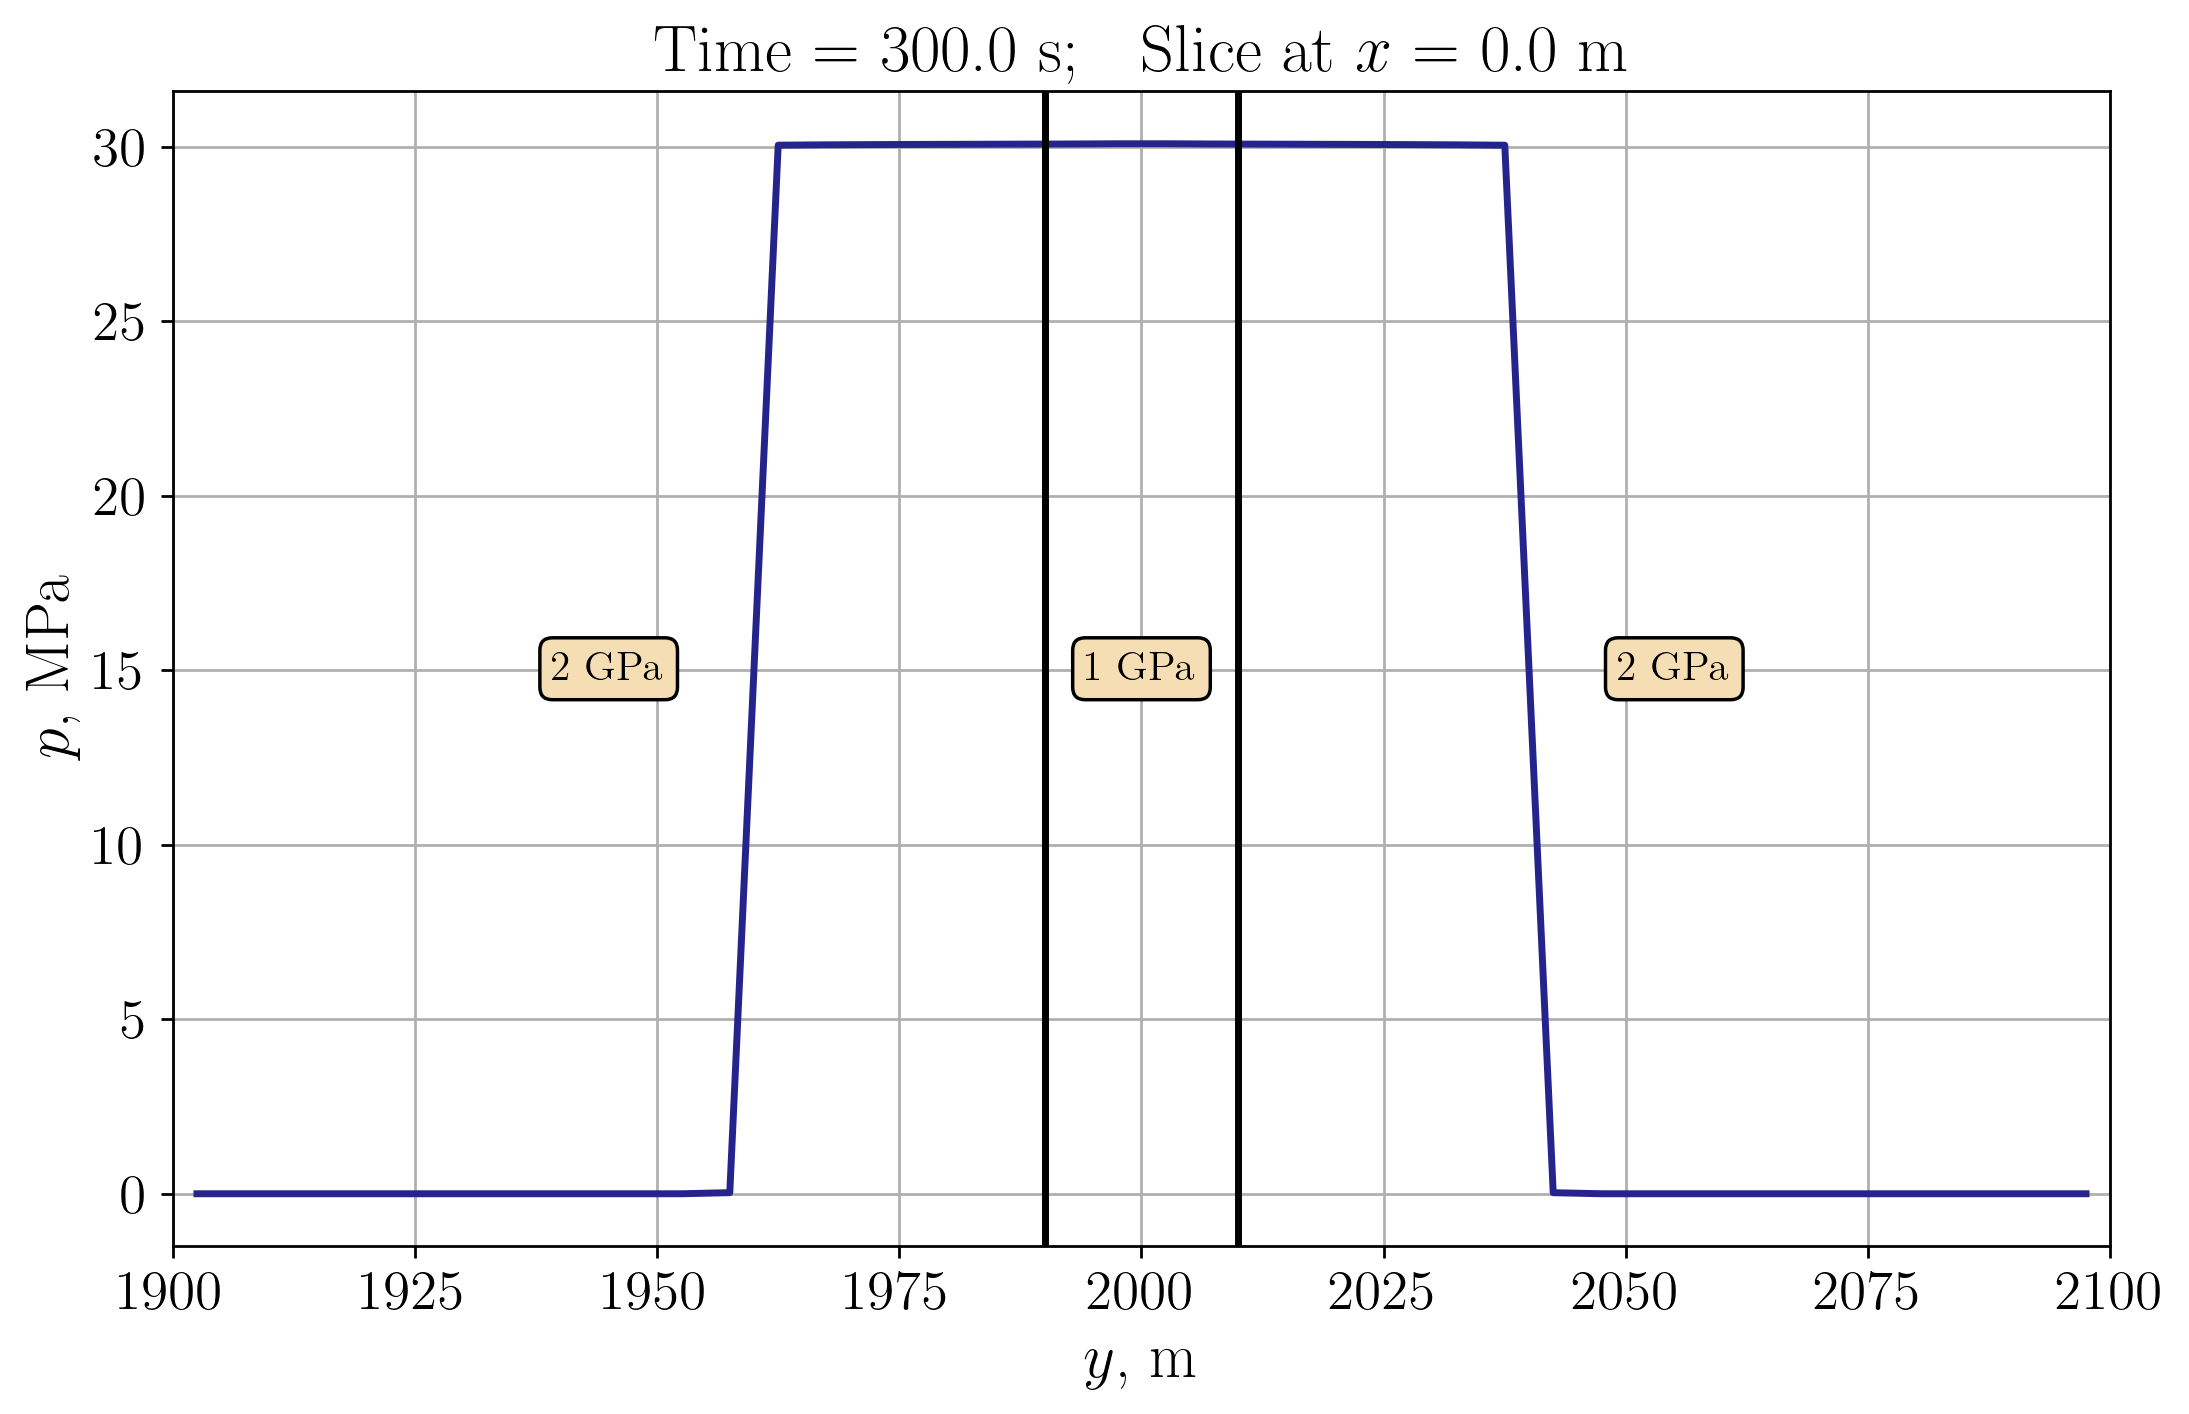 Time = 300.0 s; Slice at x = 0.0 m
30
25
20
15
10
5
0
p, MPa
2 GPa
1 GPa
2 GPa
1900 1925 1950 1975 2000 2025 2050 2075 2100
y, m